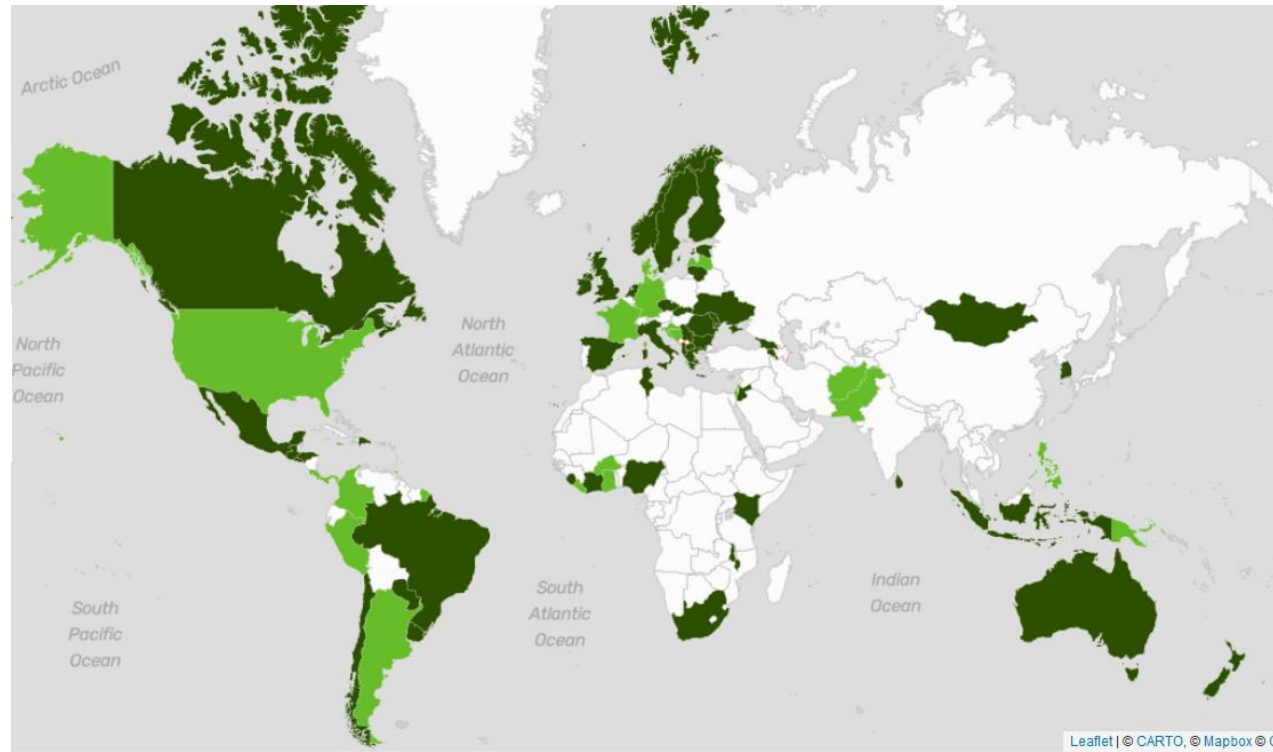 Arctic Ocean
North
Pacific
Ocean
North
Atlantic
Ocean
South
Pacific
Ocean
South
Atlantic
Ocean
Indian
Ocean
Leaflet | © CARTO, © Mapbox ©